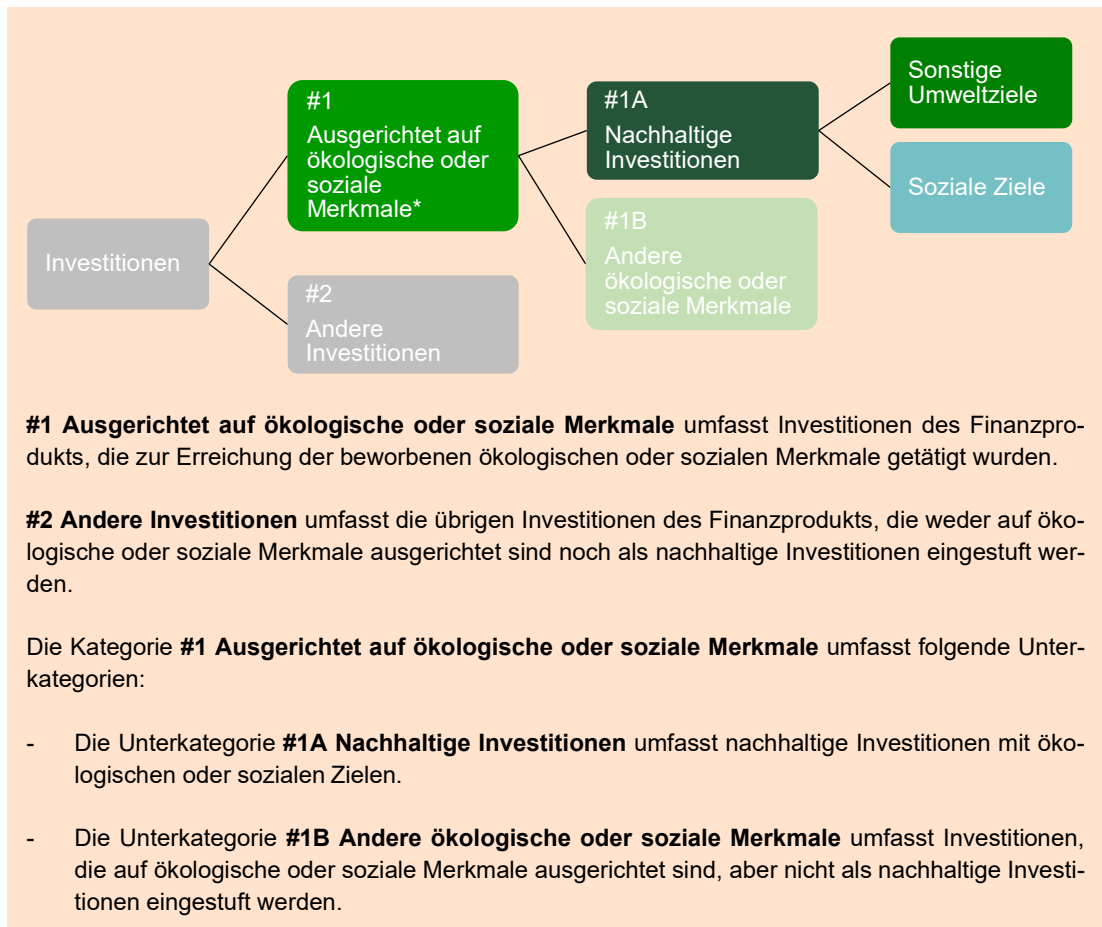 Investitionen
#1
Ausgerichtet auf
ökologische oder
soziale
Merkmale*
#2
Andere
Investitionen
#1A
Nachhaltige
Investitionen
#1B
Andere
ökologische oder
soziale Merkmale
Sonstige
Umweltziele
Soziale Ziele
#1 Ausgerichtet auf ökologische oder soziale Merkmale umfasst Investitionen des Finanzpro-
dukts, die zur Erreichung der beworbenen ökologischen oder sozialen Merkmale getätigt wurden.
#2 Andere Investitionen umfasst die übrigen Investitionen des Finanzprodukts, die weder auf öko-
logische oder soziale Merkmale ausgerichtet sind noch als nachhaltige Investitionen eingestuft wer-
den.
Die Kategorie #1 Ausgerichtet auf ökologische oder soziale Merkmale umfasst folgende Unter-
kategorien:
- Die Unterkategorie #1A Nachhaltige Investitionen umfasst nachhaltige Investitionen mit öko-
logischen oder sozialen Zielen.
- Die Unterkategorie #1B Andere ökologische oder soziale Merkmale umfasst Investitionen,
die auf ökologische oder soziale Merkmale ausgerichtet sind, aber nicht als nachhaltige Investi-
tionen eingestuft werden.